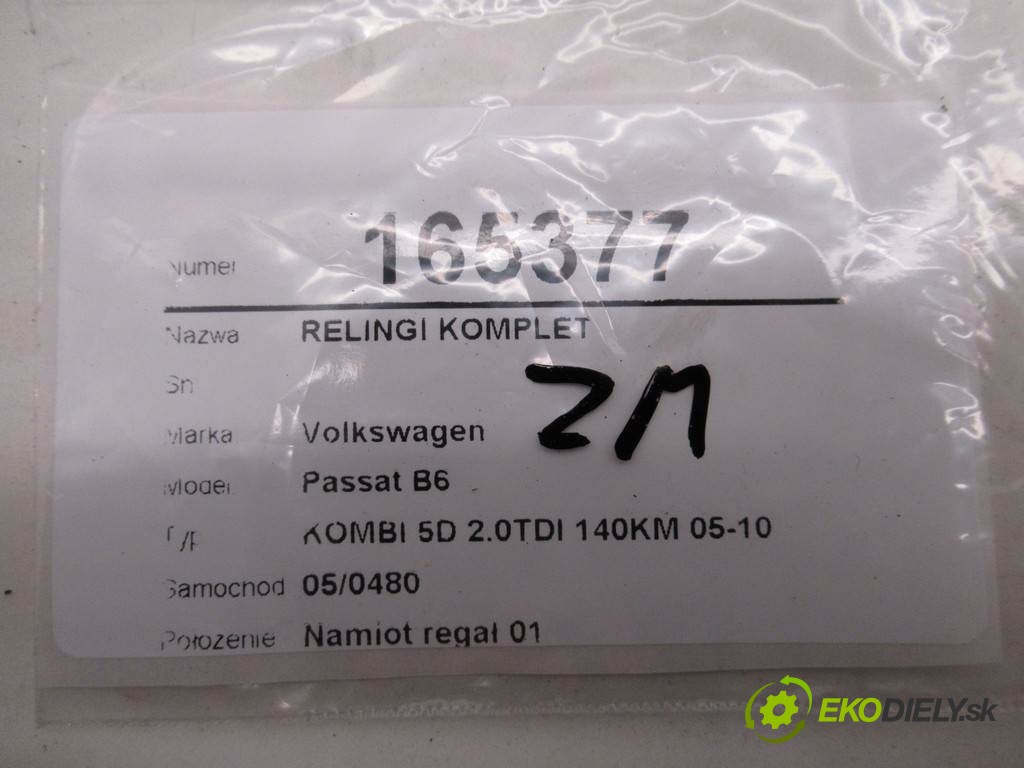 Numer 165377
Nazwa RELINGI KOMPLET
Sn
ZM
Marka Volkswagen
Model Passat B6
Typ KOMBI 5D 2.0TDI 140KM 05-10
Samochod 05/0480
Położenie Namiot regał 01
EKODIELY.sk